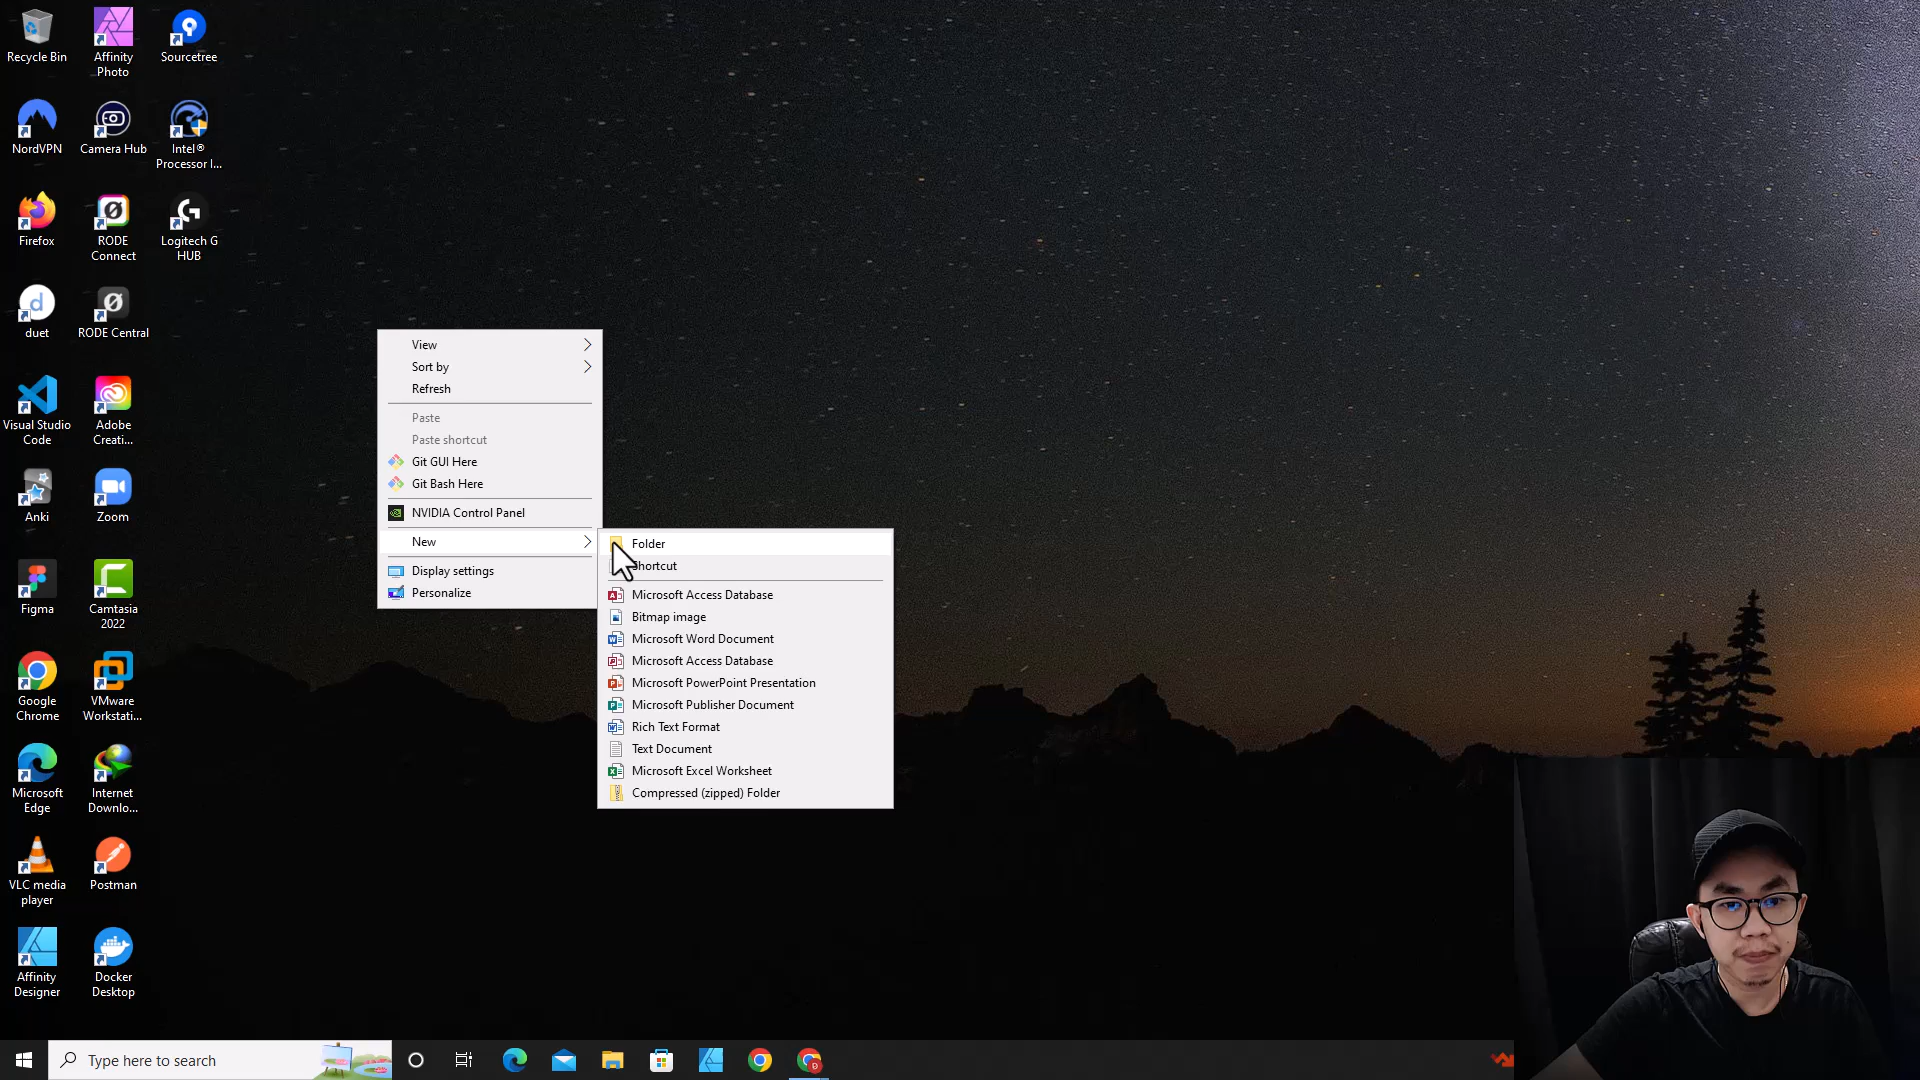 Recycle Bin
Affinity
Photo
Sourcetree
NordVPN
Camera Hub
Intel®
Processor I...
Firefox
RODE
Connect
Logitech G
HUB
duet
RODE Central
Visual Studio
Code
Adobe
Creati...
Anki
Zoom
Figma
Camtasia
2022
Google
Chrome
VMware
Workstati...
Microsoft
Edge
Internet
Downlo...
VLC media
player
Postman
Affinity
Designer
Docker
Desktop
View
Sort by
Refresh
Paste
Paste shortcut
Git GUI Here
Git Bash Here
NVIDIA Control Panel
New
Display settings
Personalize
Folder
Shortcut
Microsoft Access Database
Bitmap image
Microsoft Word Document
Microsoft Access Database
Microsoft PowerPoint Presentation
Microsoft Publisher Document
Rich Text Format
Text Document
Microsoft Excel Worksheet
Compressed (zipped) Folder
Type here to search